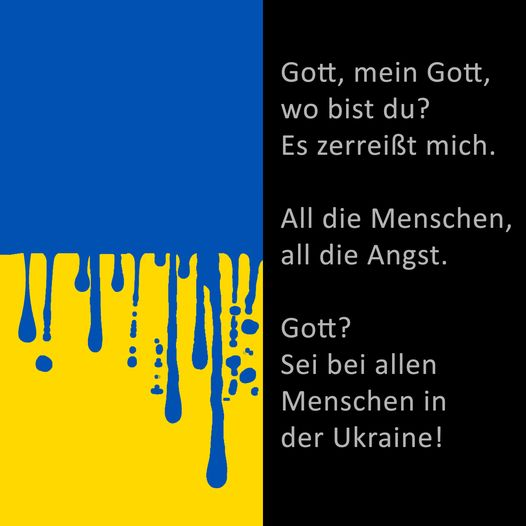 Gott, mein Gott,
wo bist du?
Es zerreißt mich.
All die Menschen,
all die Angst.
Gott?
Sei bei allen
Menschen in
der Ukraine!